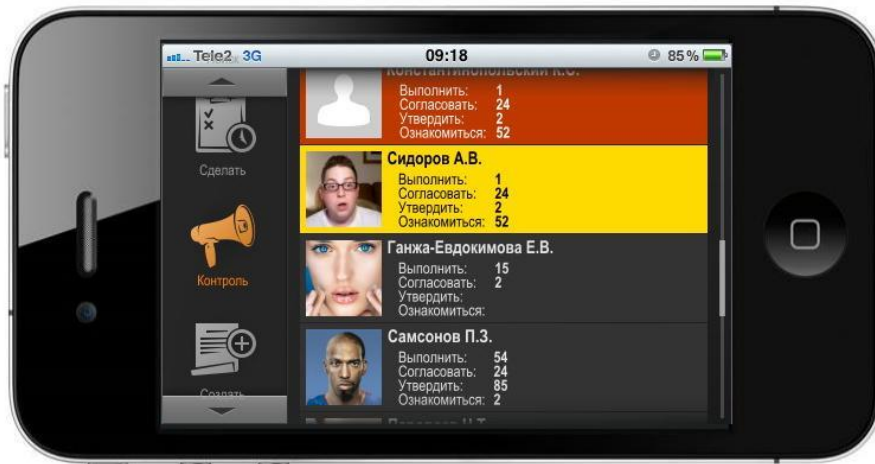 Tele2 3G 09:18 85%
Сделать
Контроль
Создать
Константинопольский К.С.
Выполнить: 1
Согласовать: 24
Утвердить: 2
Ознакомиться: 52
Сидоров А.В.
Выполнить: 1
Согласовать: 24
Утвердить: 2
Ознакомиться: 52
Ганжа-Евдокимова Е.В.
Выполнить: 15
Согласовать: 2
Утвердить:
Ознакомиться:
Самсонов П.З.
Выполнить: 54
Согласовать: 24
Утвердить: 85
Ознакомиться: 2